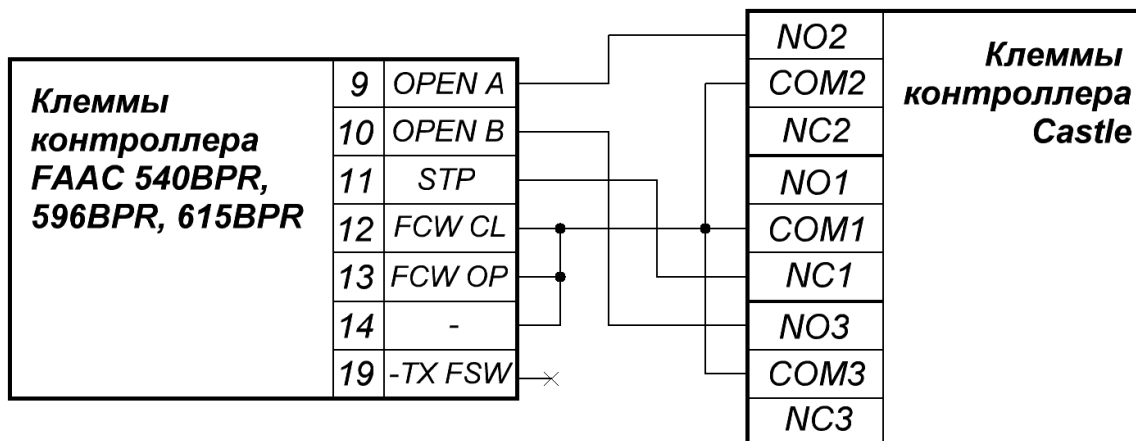 Клеммы
контроллера
FAAC 540BPR,
596BPR, 615BPR
9 OPEN A
10 OPEN B
11 STP
12 FCW CL
13 FCW OP
14 -
19 -TX FSW
NO2
COM2
NC2
NO1
COM1
NC1
NO3
COM3
NC3
Клеммы
контроллера
Castle